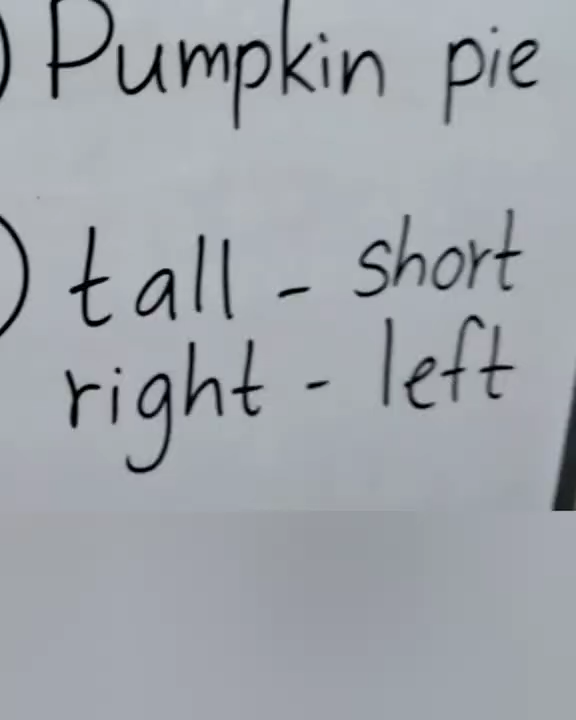 ) Pumpkin pie
) tall - short
right - left